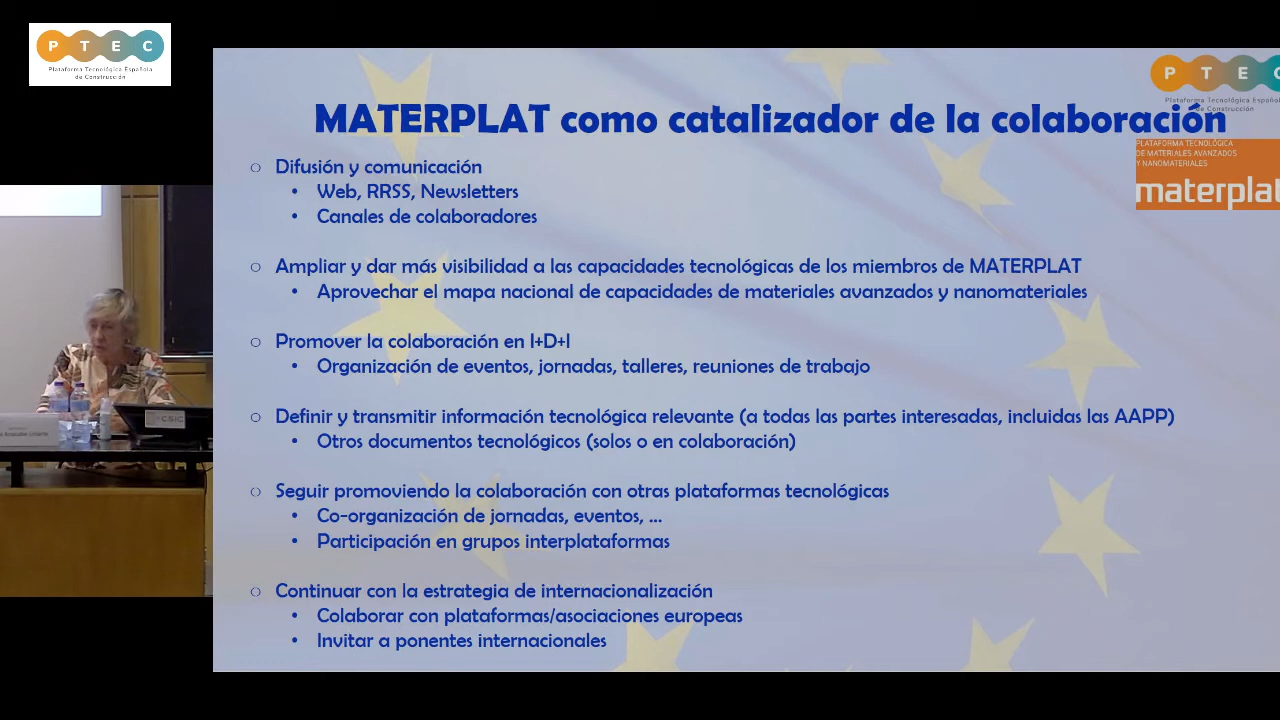 P T E C
Plataforma Tecnológica Española
de Construcción
P T E C
Plataforma Tecnológica Española
de Construcción
MATERPLAT como catalizador de la colaboración
PLATAFORMA TECNOLÓGICA
DE MATERIALES AVANZADOS
Y NANOMATERIALES
materplat
○ Difusión y comunicación
• Web, RRSS, Newsletters
• Canales de colaboradores
○ Ampliar y dar más visibilidad a las capacidades tecnológicas de los miembros de MATERPLAT
• Aprovechar el mapa nacional de capacidades de materiales avanzados y nanomateriales
○ Promover la colaboración en I+D+I
• Organización de eventos, jornadas, talleres, reuniones de trabajo
○ Definir y transmitir información tecnológica relevante (a todas las partes interesadas, incluidas las AAPP)
• Otros documentos tecnológicos (solos o en colaboración)
○ Seguir promoviendo la colaboración con otras plataformas tecnológicas
• Co-organización de jornadas, eventos, ...
• Participación en grupos interplataformas
○ Continuar con la estrategia de internacionalización
• Colaborar con plataformas/asociaciones europeas
• Invitar a ponentes internacionales
CSIC